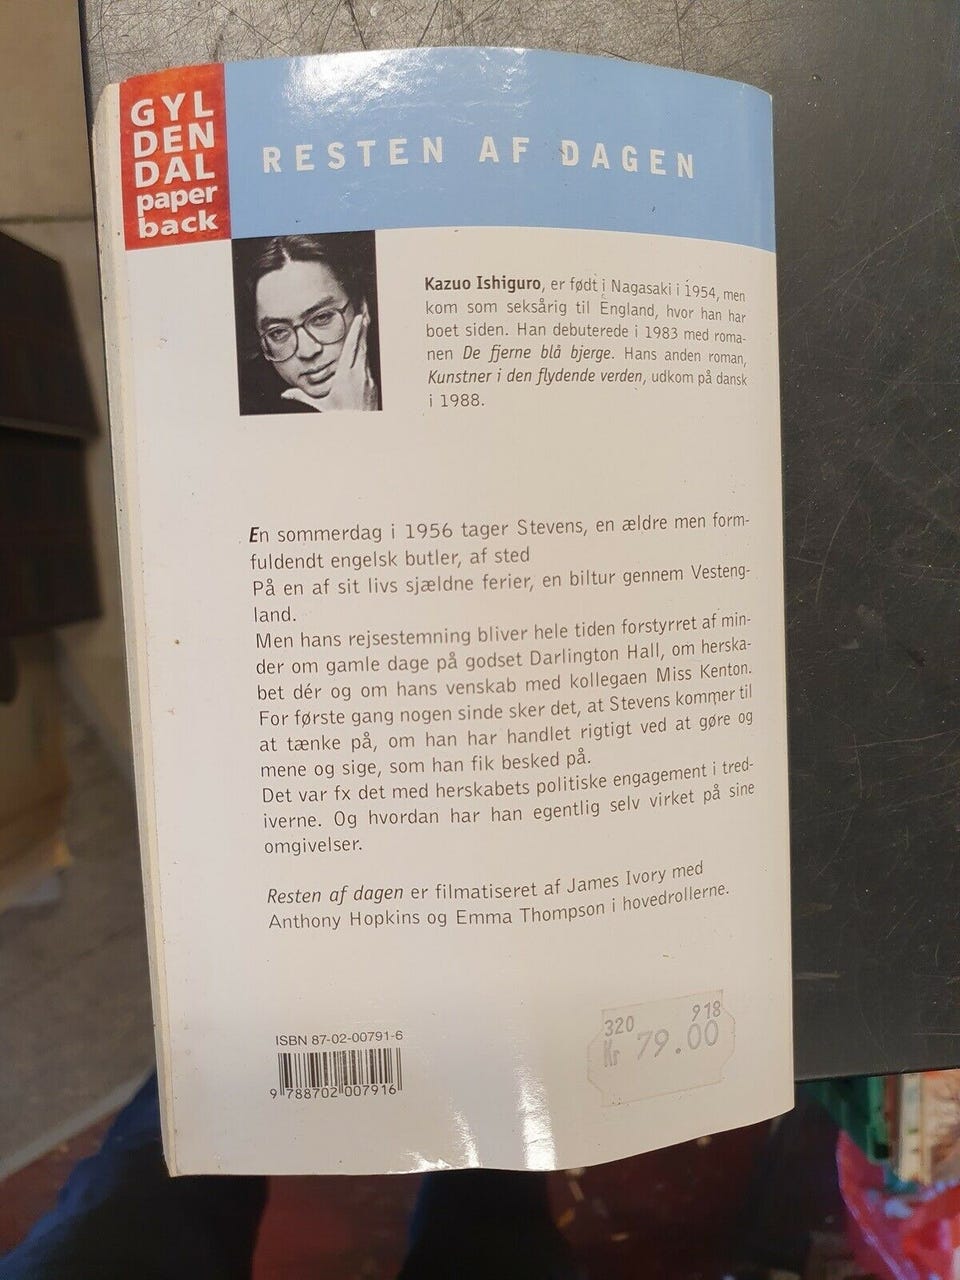 GYL
DEN
DAL
paper
back
RESTEN AF DAGEN
Kazuo Ishiguro, er født i Nagasaki i 1954, men
kom som seksårig til England, hvor han har
boet siden. Han debuterede i 1983 med roma-
nen De fjerne blå bjerge. Hans anden roman,
Kunstner i den flydende verden, udkom på dansk
i 1988.
En sommerdag i 1956 tager Stevens, en ældre men form-
fuldendt engelsk butler, af sted
På en af sit livs sjældne ferier, en biltur gennem Vesteng-
land.
Men hans rejsestemning bliver hele tiden forstyrret af min-
der om gamle dage på godset Darlington Hall, om herska-
bet dér og om hans venskab med kollegaen Miss Kenton.
For første gang nogen sinde sker det, at Stevens kommer til
at tænke på, om han har handlet rigtigt ved at gøre og
mene og sige, som han fik besked på.
Det var fx det med herskabets politiske engagement i tred-
iverne. Og hvordan har han egentlig selv virket på sine
omgivelser.
Resten af dagen er filmatiseret af James Ivory med
Anthony Hopkins og Emma Thompson i hovedrollerne.
ISBN 87-02-00791-6
9 788702 007916
320 918
Kr 79.00